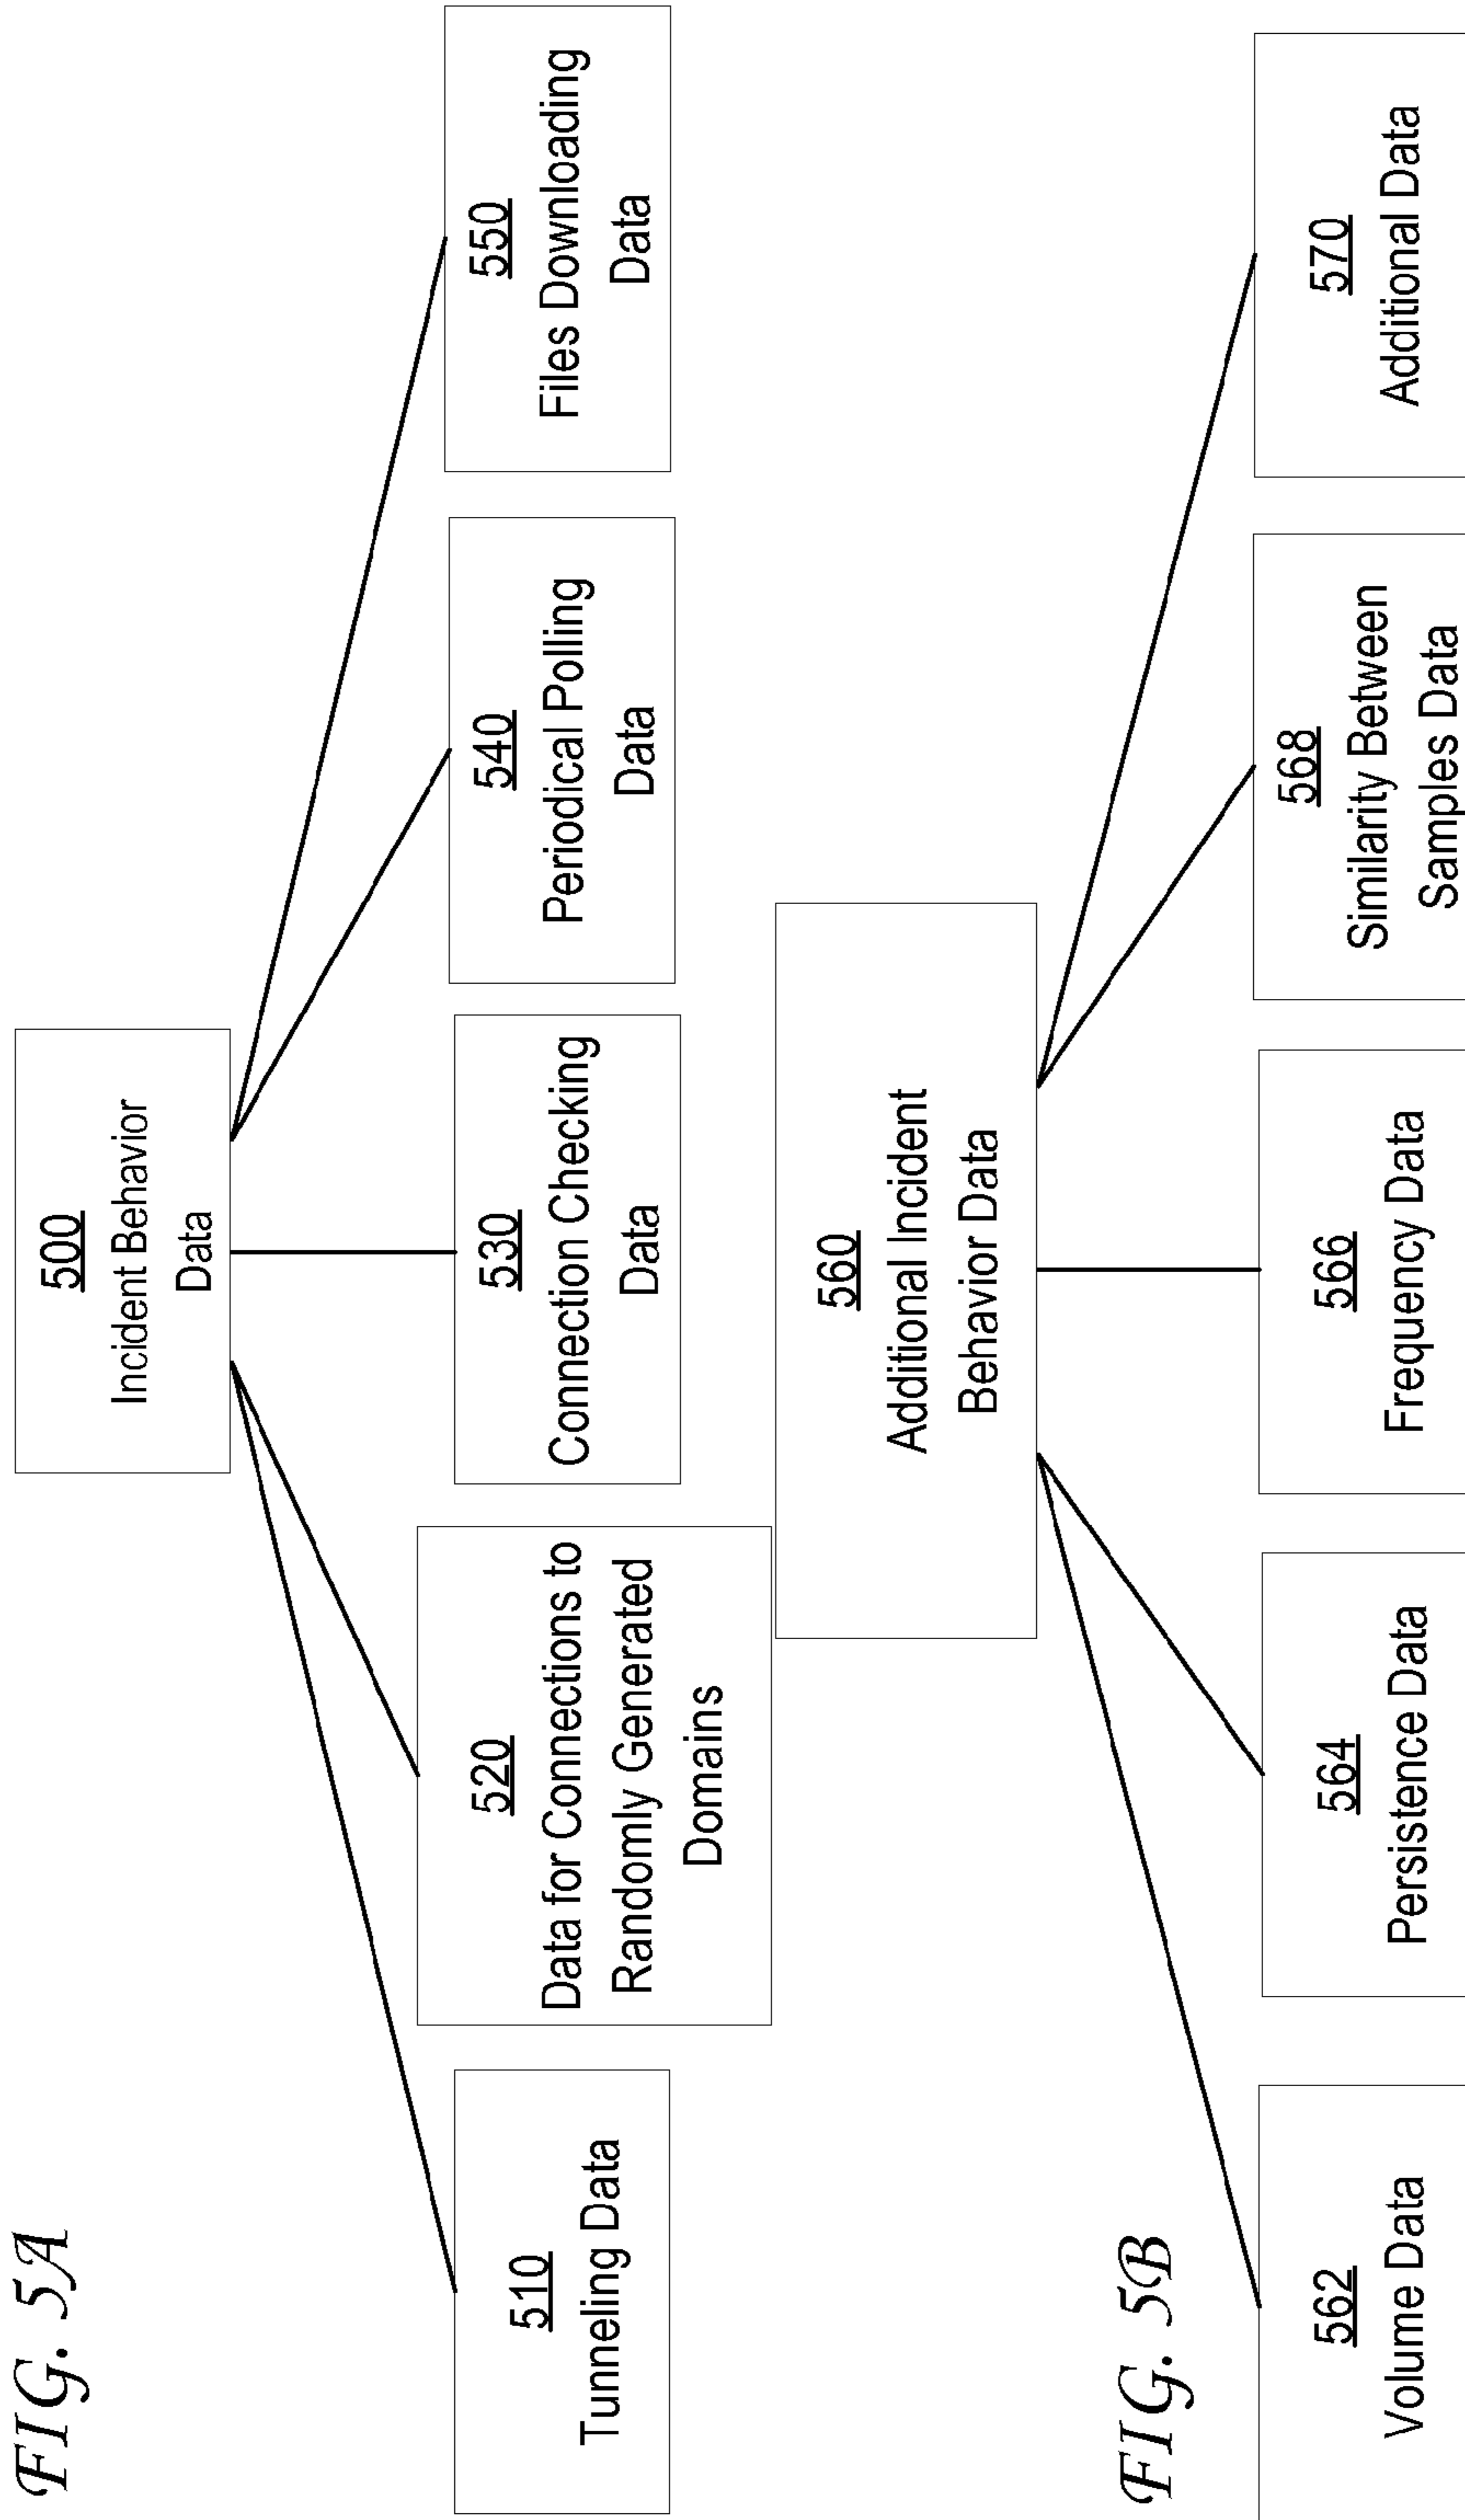 FIG. 5A
500
Incident Behavior
Data
510
Tunneling Data
520
Data for Connections to
Randomly Generated
Domains
530
Connection Checking
Data
540
Periodical Polling
Data
550
Files Downloading
Data
FIG. 5B
560
Additional Incident
Behavior Data
562
Volume Data
564
Persistence Data
566
Frequency Data
568
Similarity Between
Samples Data
570
Additional Data